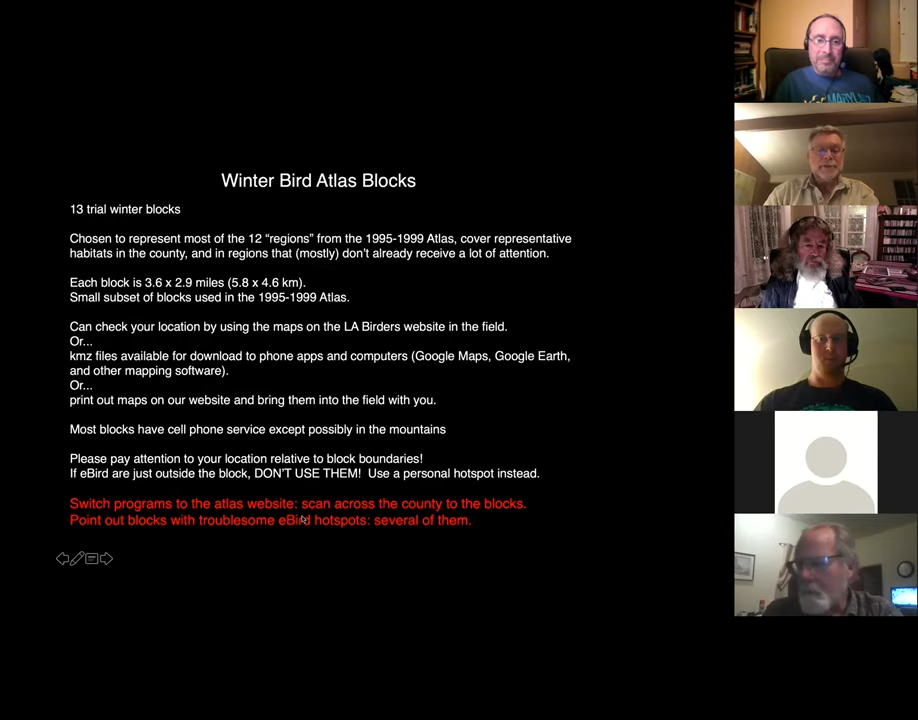 Winter Bird Atlas Blocks
13 trial winter blocks
Chosen to represent most of the 12 “regions” from the 1995-1999 Atlas, cover representative
habitats in the county, and in regions that (mostly) don’t already receive a lot of attention.
Each block is 3.6 x 2.9 miles (5.8 x 4.6 km).
Small subset of blocks used in the 1995-1999 Atlas.
Can check your location by using the maps on the LA Birders website in the field.
Or...
kmz files available for download to phone apps and computers (Google Maps, Google Earth,
and other mapping software).
Or...
print out maps on our website and bring them into the field with you.
Most blocks have cell phone service except possibly in the mountains
Please pay attention to your location relative to block boundaries!
If eBird are just outside the block, DON’T USE THEM!  Use a personal hotspot instead.
Switch programs to the atlas website: scan across the county to the blocks.
Point out blocks with troublesome eBird hotspots: several of them.
MARYL